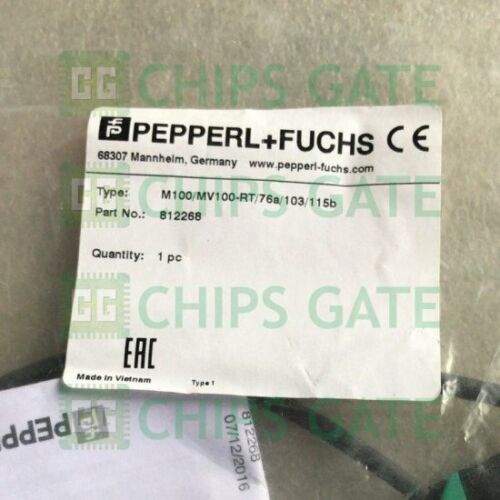 CHIPS GATE
PEPPERL+FUCHS CE
68307 Mannheim, Germany www.pepperl-fuchs.com
Type: M100/MV100-RT/76a/103/115b
Part No.: 812268
Quantity: 1 pc
CHIPS GATE
EAC
Made in Vietnam Type 1
PEPP
812268
07/12/2016
CHIPS GATE